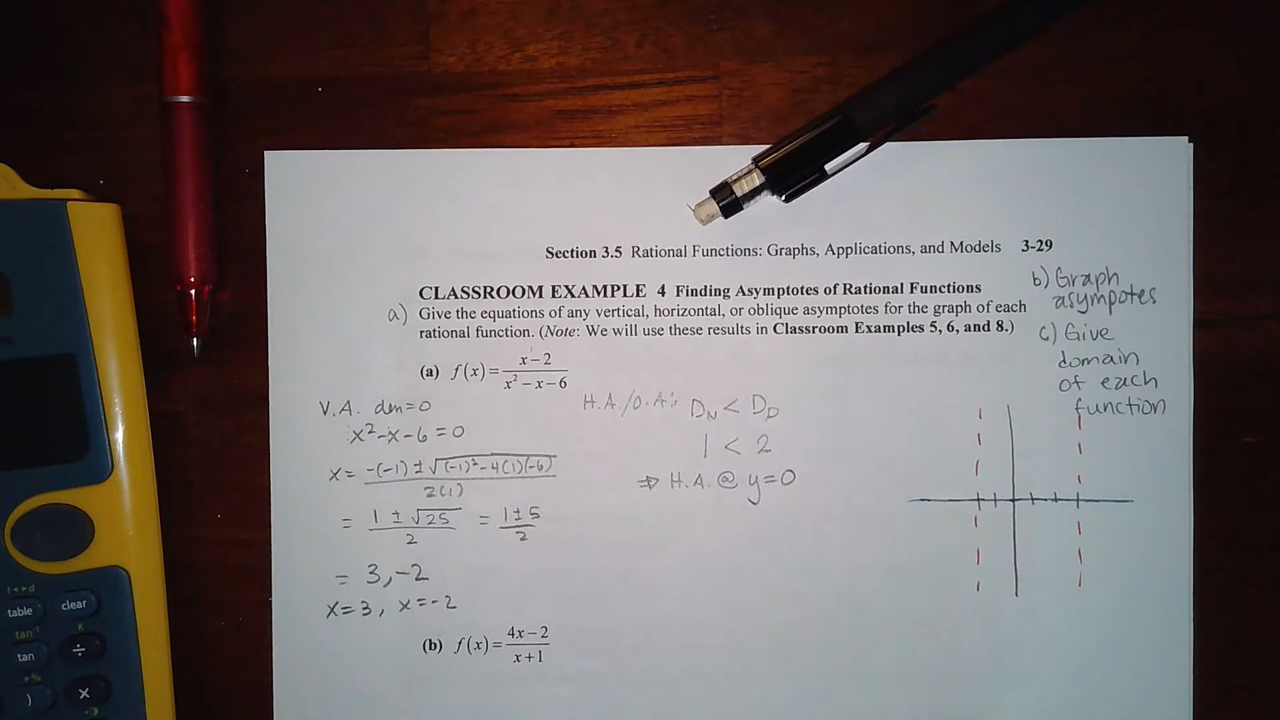 Section 3.5 Rational Functions: Graphs, Applications, and Models 3-29
CLASSROOM EXAMPLE 4 Finding Asymptotes of Rational Functions
a) Give the equations of any vertical, horizontal, or oblique asymptotes for the graph of each
rational function. (Note: We will use these results in Classroom Examples 5, 6, and 8.)
b) Graph
asympotes
c) Give
domain
of each
function
(a) f(x) = (x − 2)/(x² − x − 6)
V.A. den=0
x²-x-6=0
x = (-(-1) ± √((-1)²-4(1)(-6)))/(2(1))
= (1 ± √25)/2 = (1±5)/2
= 3,-2
x=3, x=-2
H.A./O.A.: D_N < D_D
1 < 2
⇒ H.A. @ y=0
(b) f(x) = (4x − 2)/(x + 1)
table
clear
tan⁻¹
K
tan
÷
)
×